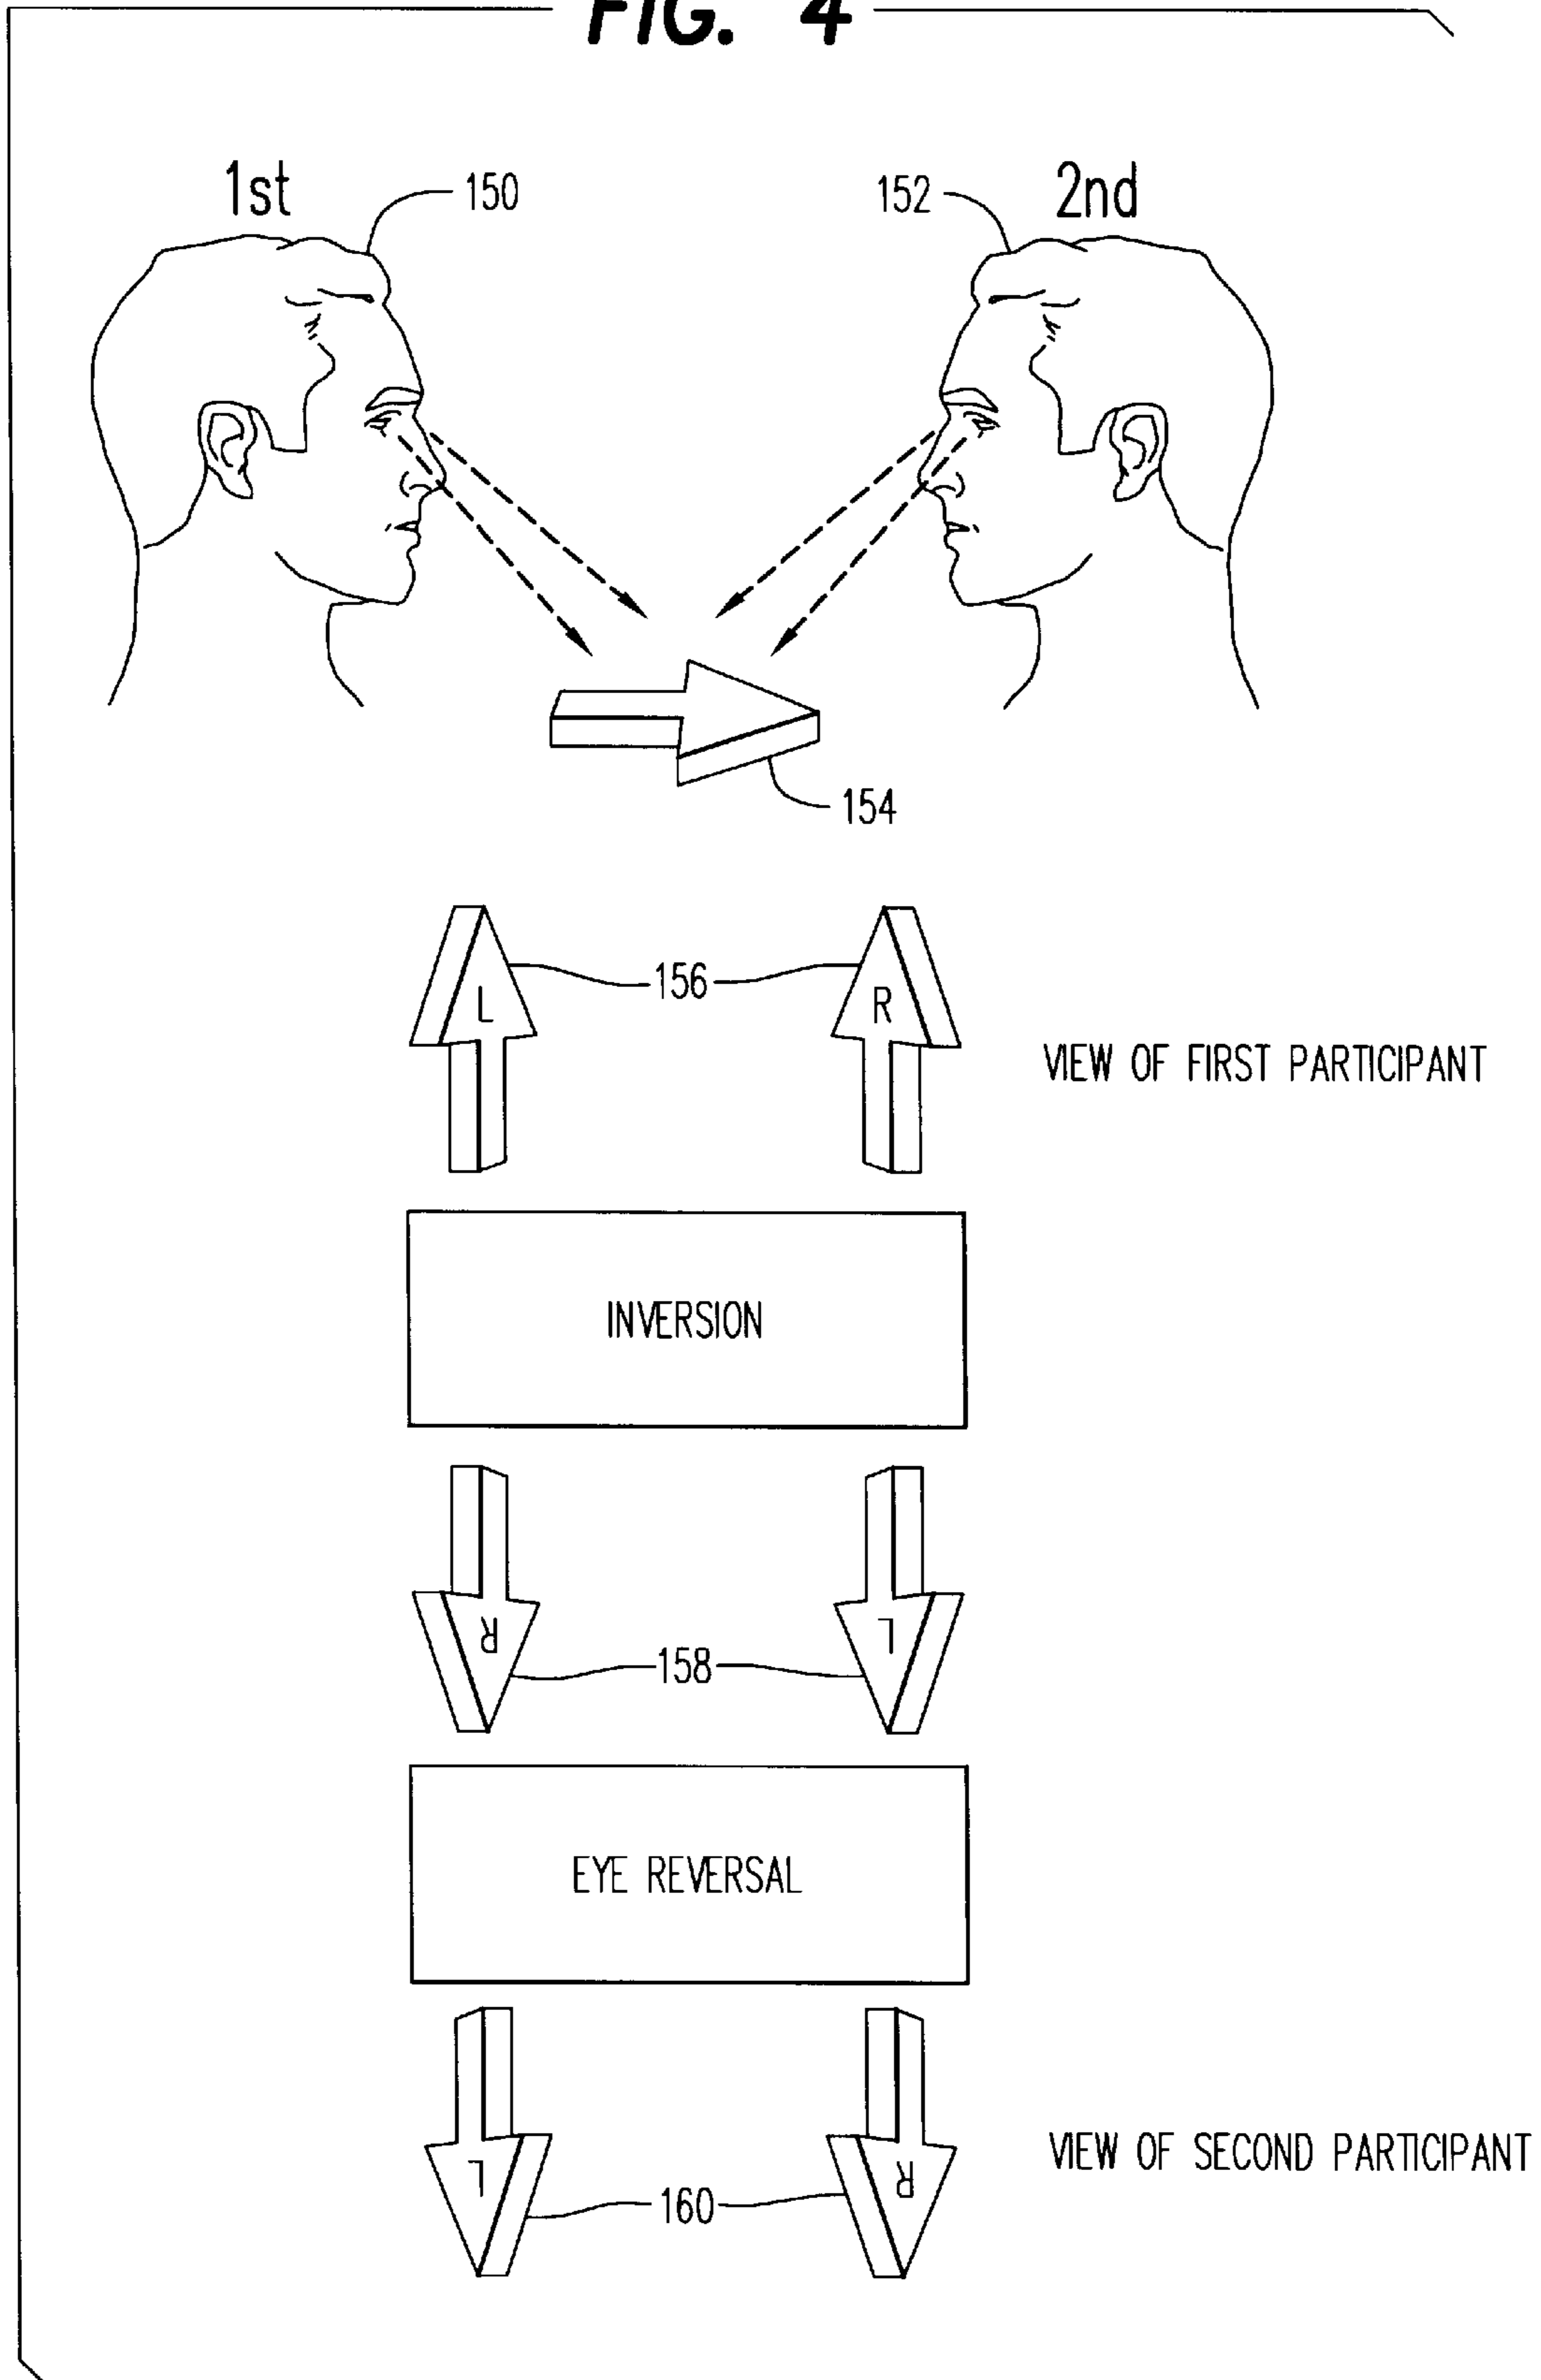 FIG. 4
1st 150 152 2nd
154
L 156 R
VIEW OF FIRST PARTICIPANT
INVERSION
R 158 L
EYE REVERSAL
L 160 R
VIEW OF SECOND PARTICIPANT